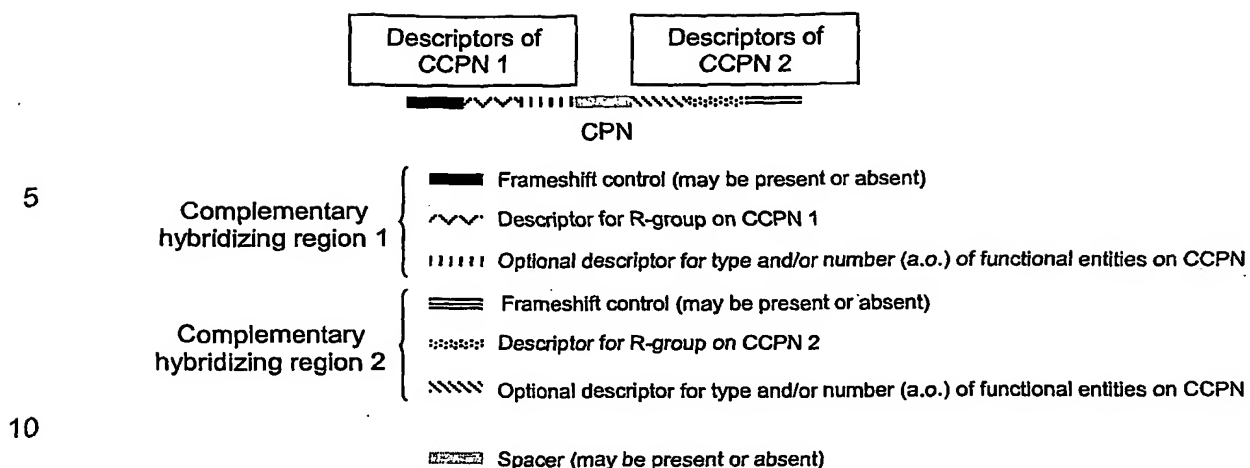 Descriptors of
CCPN 1
Descriptors of
CCPN 2
CPN
5
Complementary
hybridizing region 1
Frameshift control (may be present or absent)
Descriptor for R-group on CCPN 1
Optional descriptor for type and/or number (a.o.) of functional entities on CCPN
Complementary
hybridizing region 2
Frameshift control (may be present or absent)
Descriptor for R-group on CCPN 2
Optional descriptor for type and/or number (a.o.) of functional entities on CCPN
10
Spacer (may be present or absent)